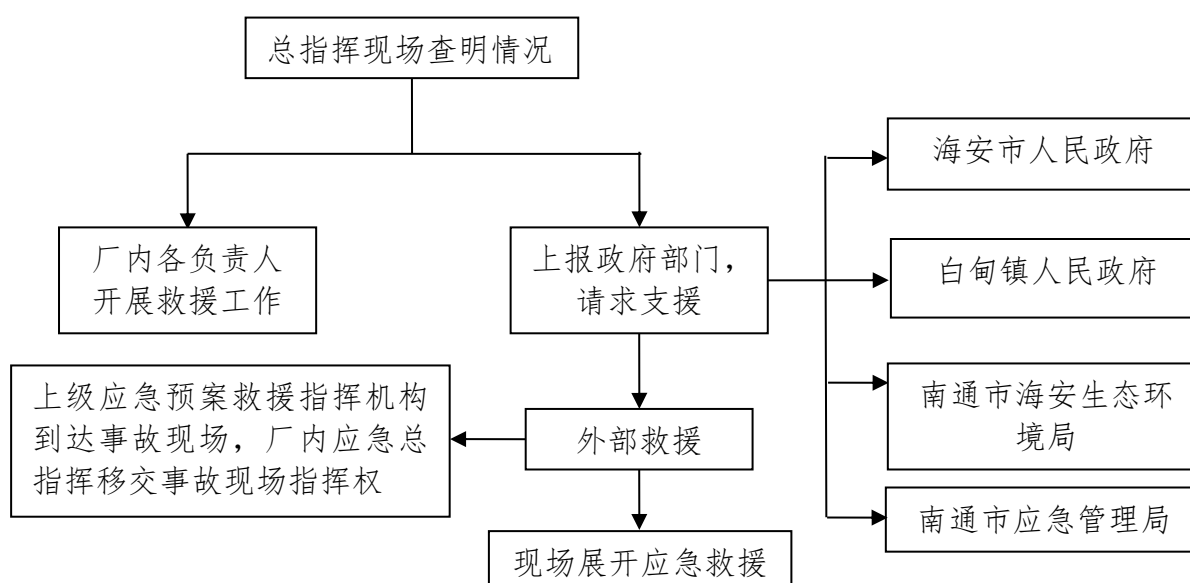 总指挥现场查明情况
海安市人民政府
厂内各负责人
开展救援工作
上报政府部门，
请求支援
白甸镇人民政府
上级应急预案救援指挥机构
到达事故现场，厂内应急总
指挥移交事故现场指挥权
外部救援
南通市海安生态环
境局
南通市应急管理局
现场展开应急救援